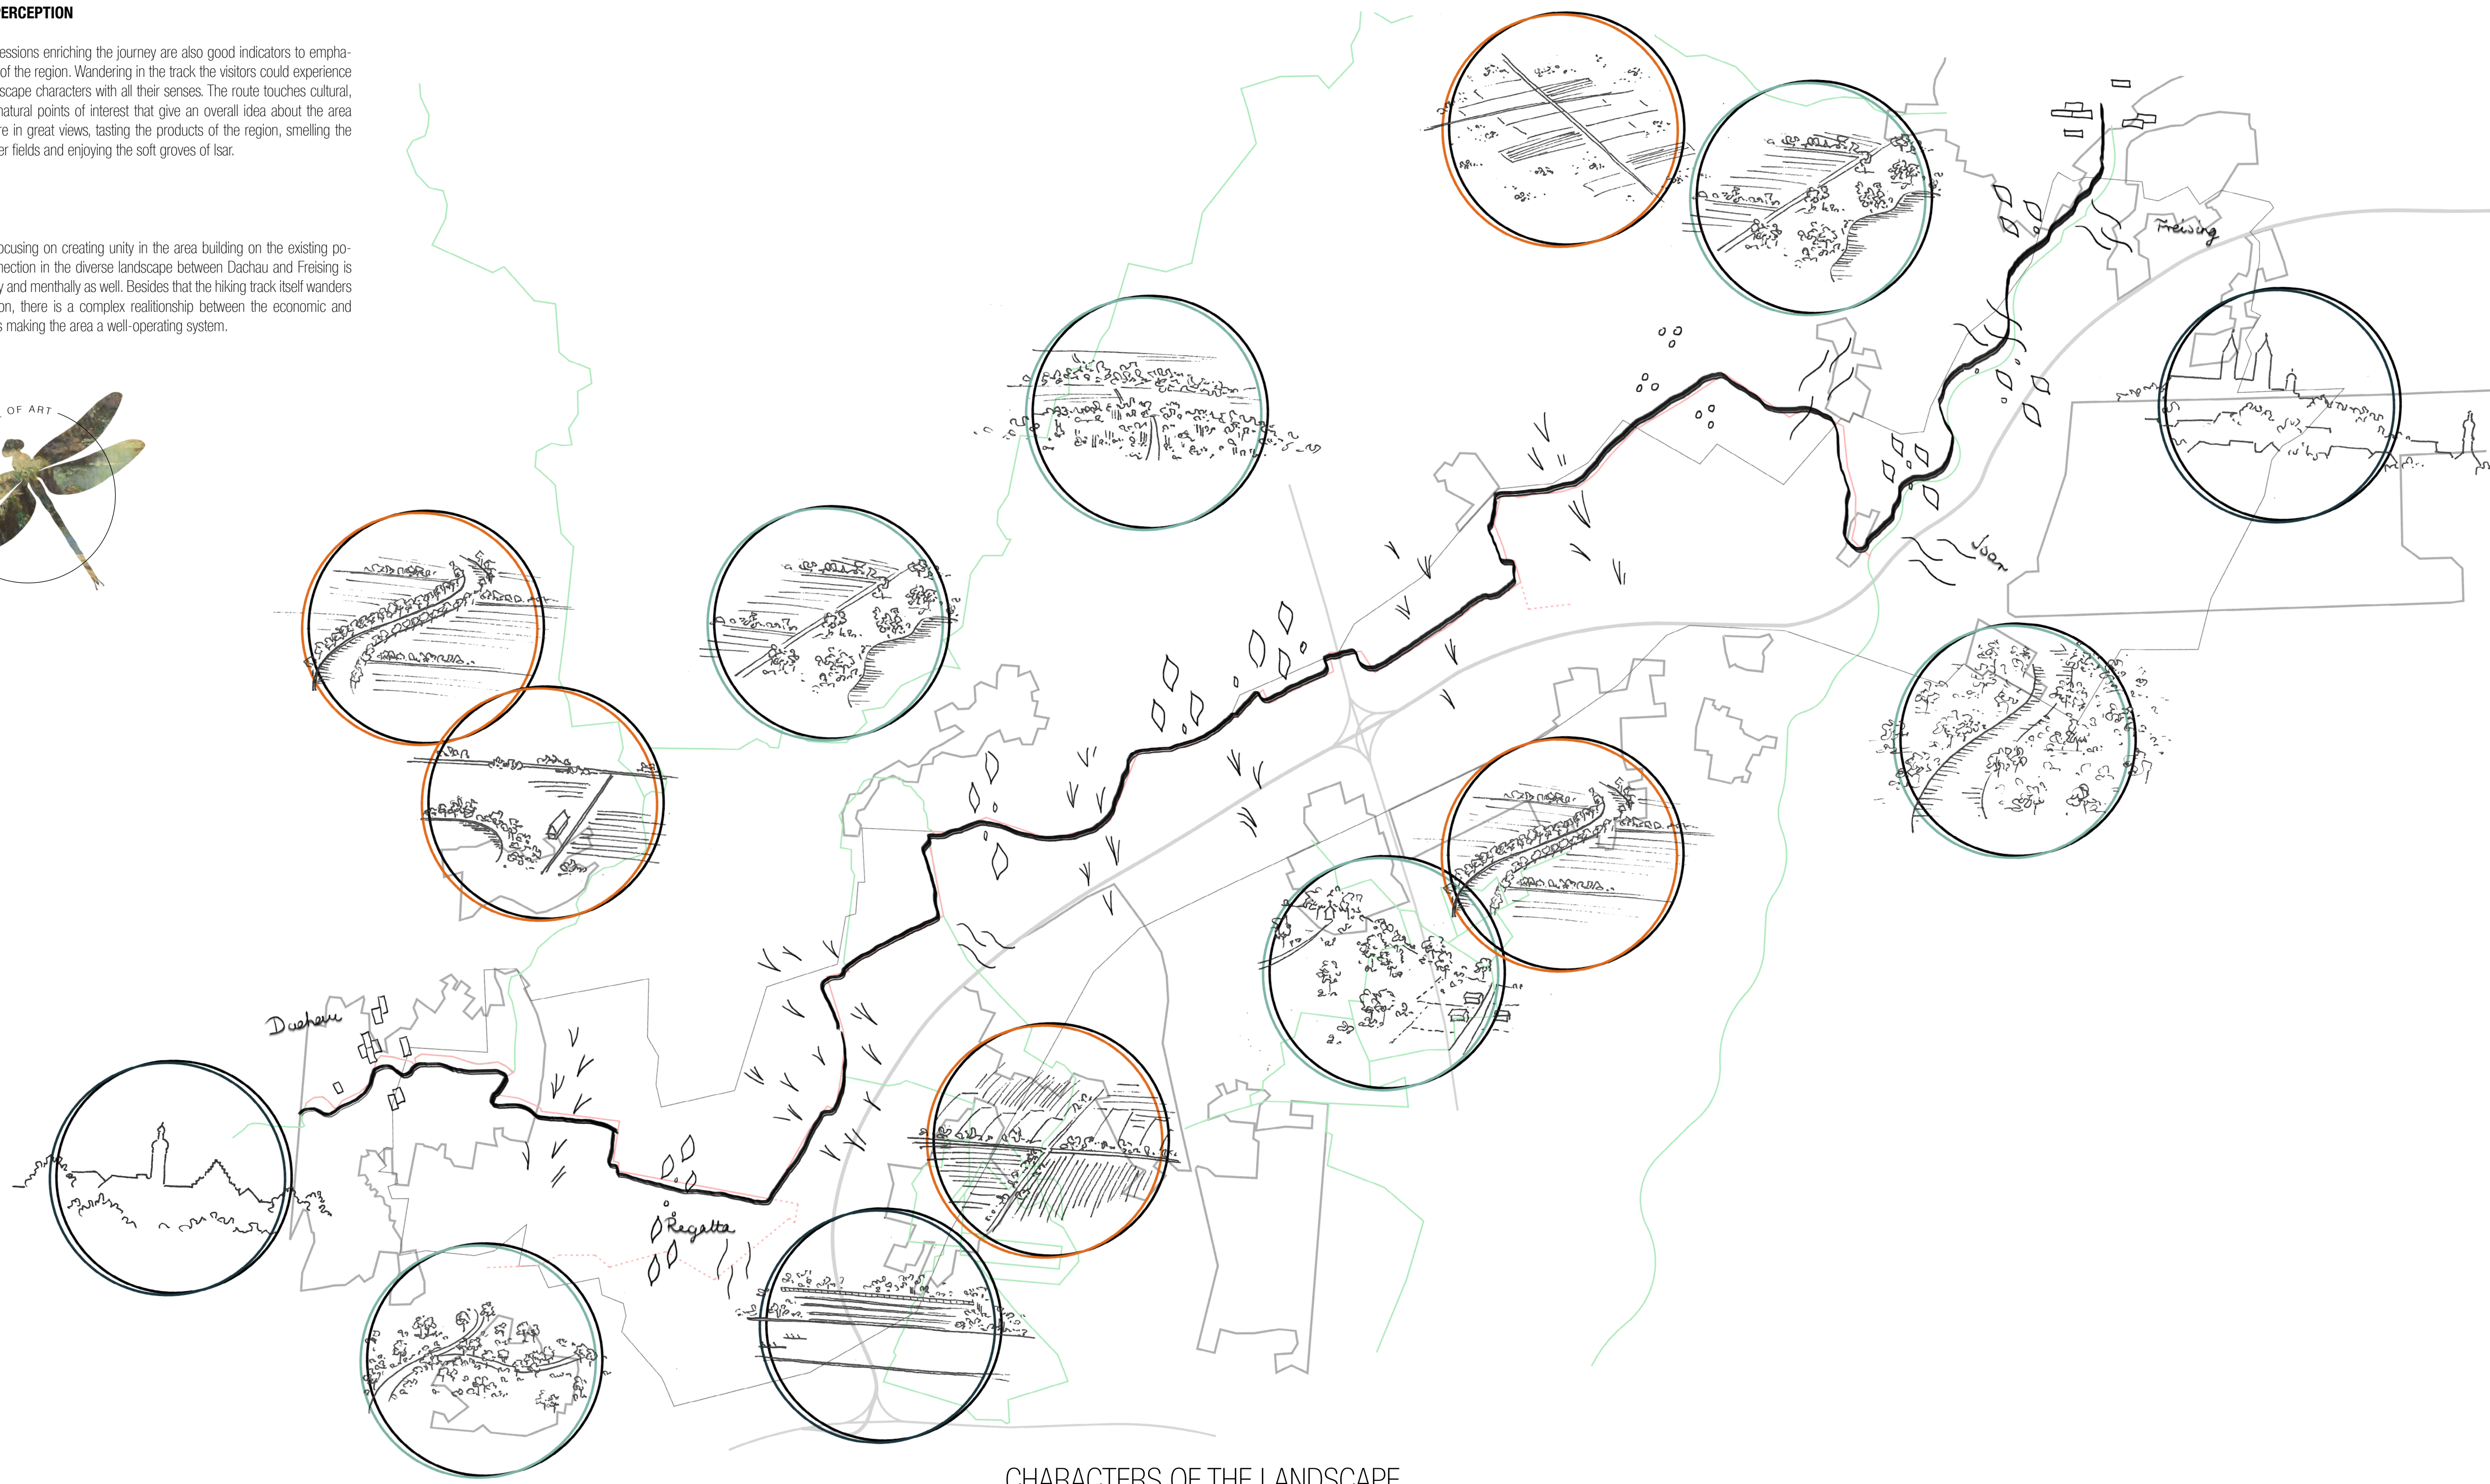 PERCEPTION
essions enriching the journey are also good indicators to empha-
of the region. Wandering in the track the visitors could experience
scape characters with all their senses. The route touches cultural,
natural points of interest that give an overall idea about the area
re in great views, tasting the products of the region, smelling the
er fields and enjoying the soft groves of Isar.
ocusing on creating unity in the area building on the existing po-
nection in the diverse landscape between Dachau and Freising is
y and menthally as well. Besides that the hiking track itself wanders
on, there is a complex realitionship between the economic and
s making the area a well-operating system.
OF ART
Freising
Isar
Dachau
Regatta
CHARACTERS OF THE LANDSCAPE